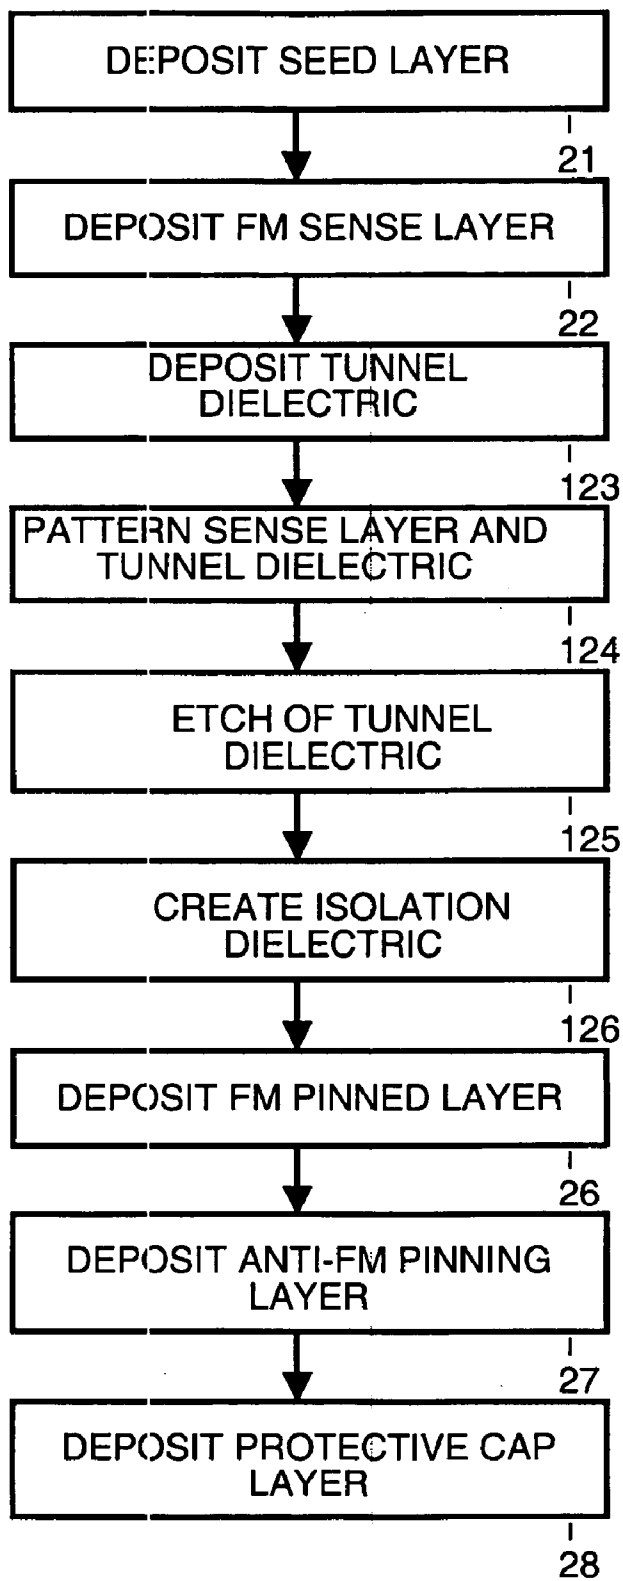 DEPOSIT SEED LAYER
21
DEPOSIT FM SENSE LAYER
22
DEPOSIT TUNNEL
DIELECTRIC
123
PATTERN SENSE LAYER AND
TUNNEL DIELECTRIC
124
ETCH OF TUNNEL
DIELECTRIC
125
CREATE ISOLATION
DIELECTRIC
126
DEPOSIT FM PINNED LAYER
26
DEPOSIT ANTI-FM PINNING
LAYER
27
DEPOSIT PROTECTIVE CAP
LAYER
28